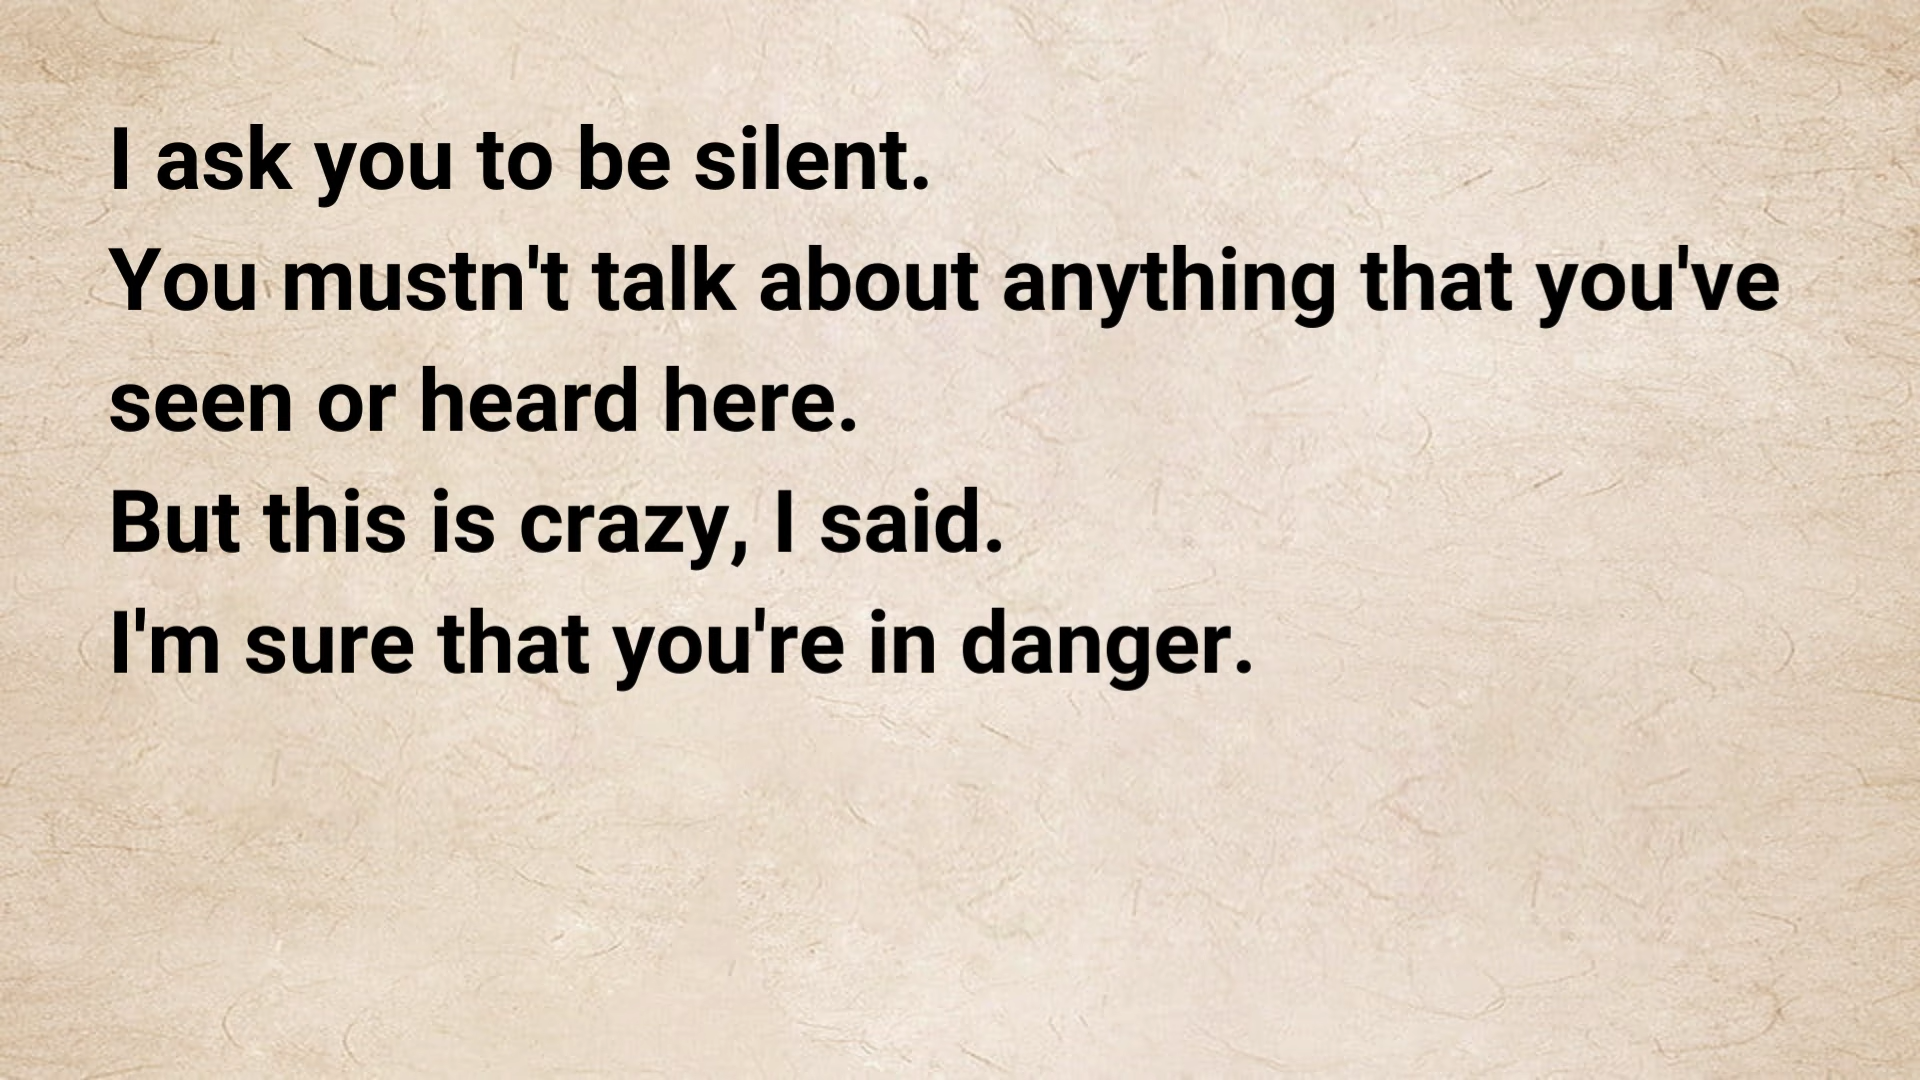 I ask you to be silent.
You mustn't talk about anything that you've
seen or heard here.
But this is crazy, I said.
I'm sure that you're in danger.